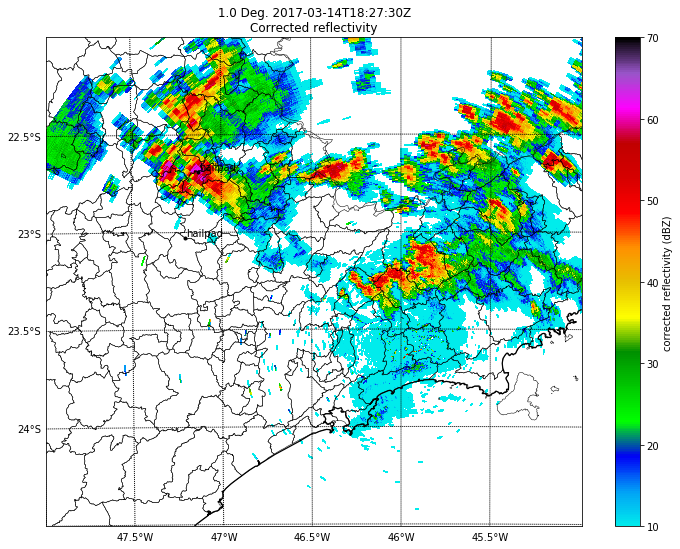 1.0 Deg. 2017-03-14T18:27:30Z
Corrected reflectivity
22.5°S
23°S
23.5°S
24°S
47.5°W
47°W
46.5°W
46°W
45.5°W
hailpad
70
60
50
40
30
20
10
corrected reflectivity (dBZ)